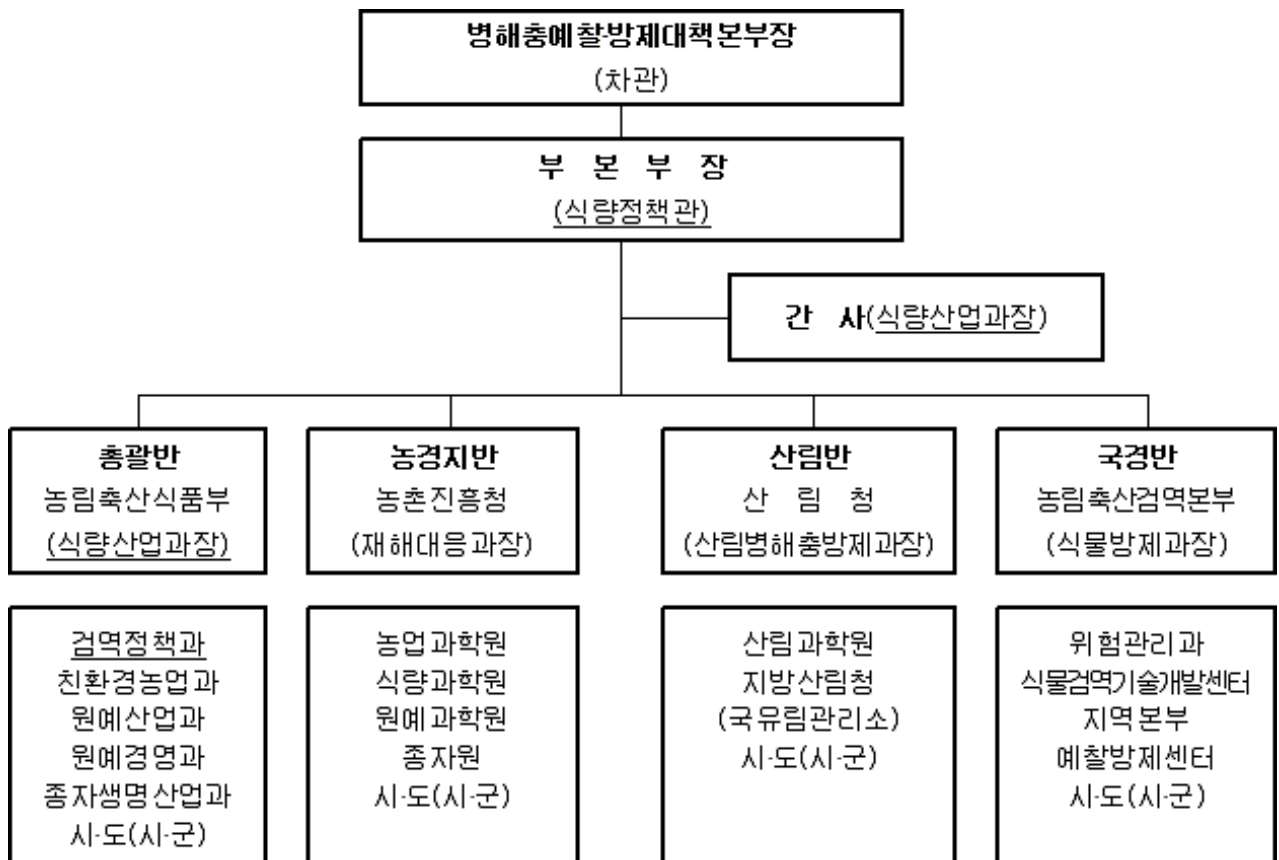 병해충예찰·방제대책본부장
(차관)
부 본 부 장
(식량정책관)
간 사(식량산업과장)
총괄반
농림축산식품부
(식량산업과장)
농경지반
농촌진흥청
(재해대응과장)
산림반
산 림 청
(산림병해충방제과장)
국경반
농림축산검역본부
(식물방제과장)
검역정책과
친환경농업과
원예산업과
원예경영과
종자생명산업과
시·도(시·군)
농업과학원
식량과학원
원예과학원
종자원
시·도(시·군)
산림과학원
지방산림청
(국유림관리소)
시·도(시·군)
위험관리과
식물검역기술개발센터
지역본부
예찰방제센터
시·도(시·군)